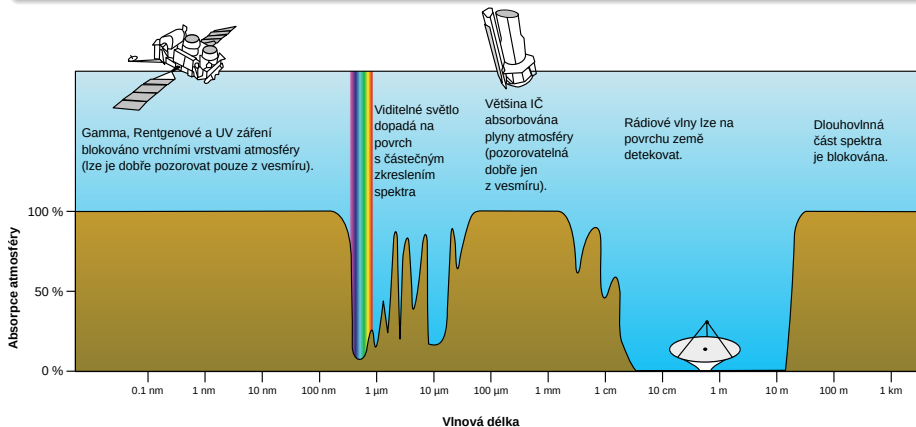 Gamma, Rentgenové a UV záření
blokováno vrchními vrstvami atmosféry
(lze je dobře pozorovat pouze z vesmíru).
Viditelné světlo
dopadá na
povrch
s částečným
zkreslením
spektra
Většina IČ
absorbována
plyny atmosféry
(pozorovatelná
dobře jen
z vesmíru).
Rádiové vlny lze na
povrchu země
detekovat.
Dlouhovlnná
část spektra
je blokována.
Absorpce atmosféry
100 %
50 %
0 %
0.1 nm 1 nm 10 nm 100 nm 1 µm 10 µm 100 µm 1 mm 1 cm 10 cm 1 m 10 m 100 m 1 km
Vlnová délka